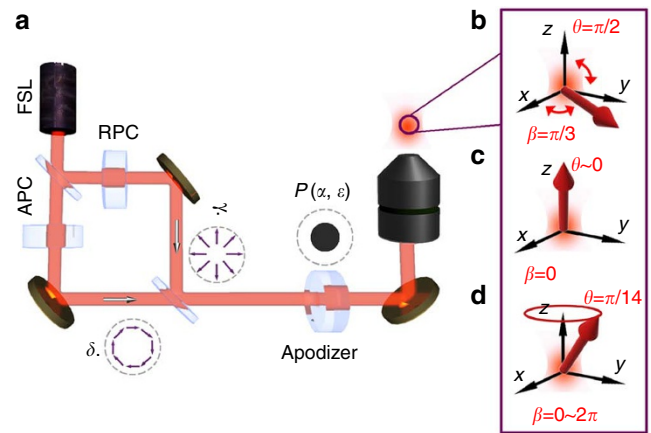 a
FSL
RPC
APC
γ.
P(α, ε)
δ.
Apodizer
b
z
θ=π/2
x
y
β=π/3
c
z
θ~0
x
y
β=0
d
z
θ=π/14
x
y
β=0~2π